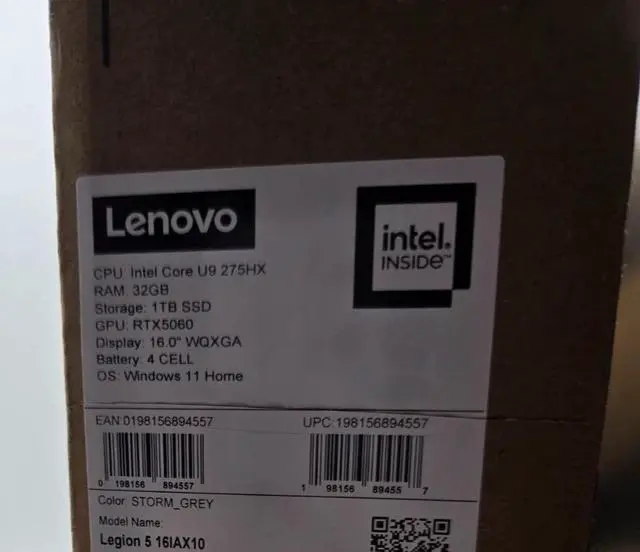 Lenovo
intel.
INSIDE™
CPU: Intel Core U9 275HX
RAM: 32GB
Storage: 1TB SSD
GPU: RTX5060
Display: 16.0" WQXGA
Battery: 4 CELL
OS: Windows 11 Home
EAN:0198156894557
UPC:198156894557
0 198156 894557
1 98156 89455 7
Color: STORM_GREY
Model Name:
Legion 5 16IAX10